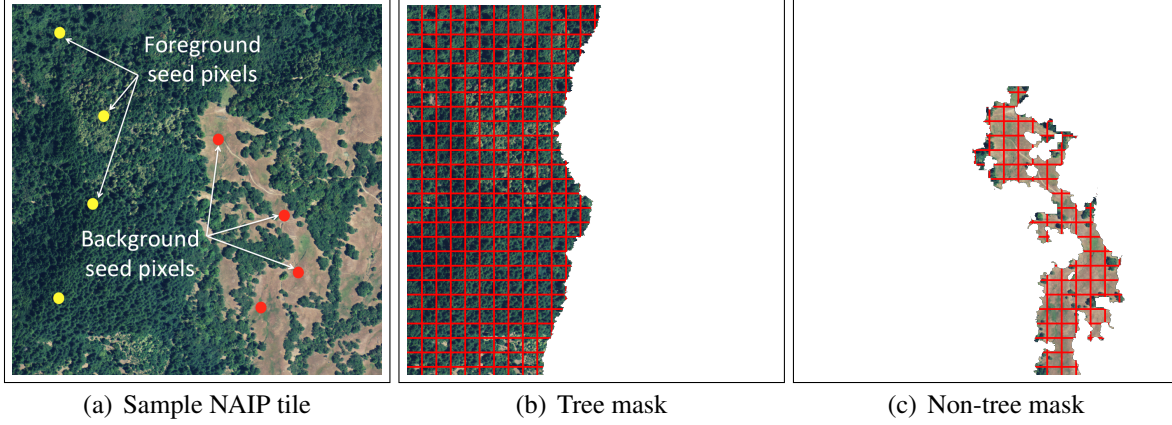 Foreground
seed pixels
Background
seed pixels
(a) Sample NAIP tile
(b) Tree mask
(c) Non-tree mask